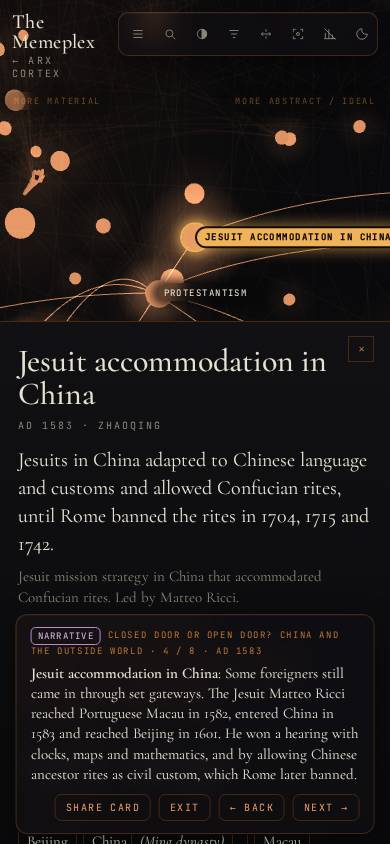 The
Memeplex
← ARX
CORTEX
MORE MATERIAL
MORE ABSTRACT / IDEAL
JESUIT ACCOMMODATION IN CHINA
PROTESTANTISM
Jesuit accommodation in
China
×
AD 1583 · ZHAOQING
Jesuits in China adapted to Chinese language
and customs and allowed Confucian rites,
until Rome banned the rites in 1704, 1715 and
1742.
Jesuit mission strategy in China that accommodated
Confucian rites. Led by Matteo Ricci.
NARRATIVE CLOSED DOOR OR OPEN DOOR? CHINA AND
THE OUTSIDE WORLD · 4 / 8 · AD 1583
Jesuit accommodation in China: Some foreigners still
came in through set gateways. The Jesuit Matteo Ricci
reached Portuguese Macau in 1582, entered China in
1583 and reached Beijing in 1601. He won a hearing with
clocks, maps and mathematics, and by allowing Chinese
ancestor rites as civil custom, which Rome later banned.
SHARE CARD EXIT ← BACK NEXT →
Beijing China (Ming dynasty) Macau